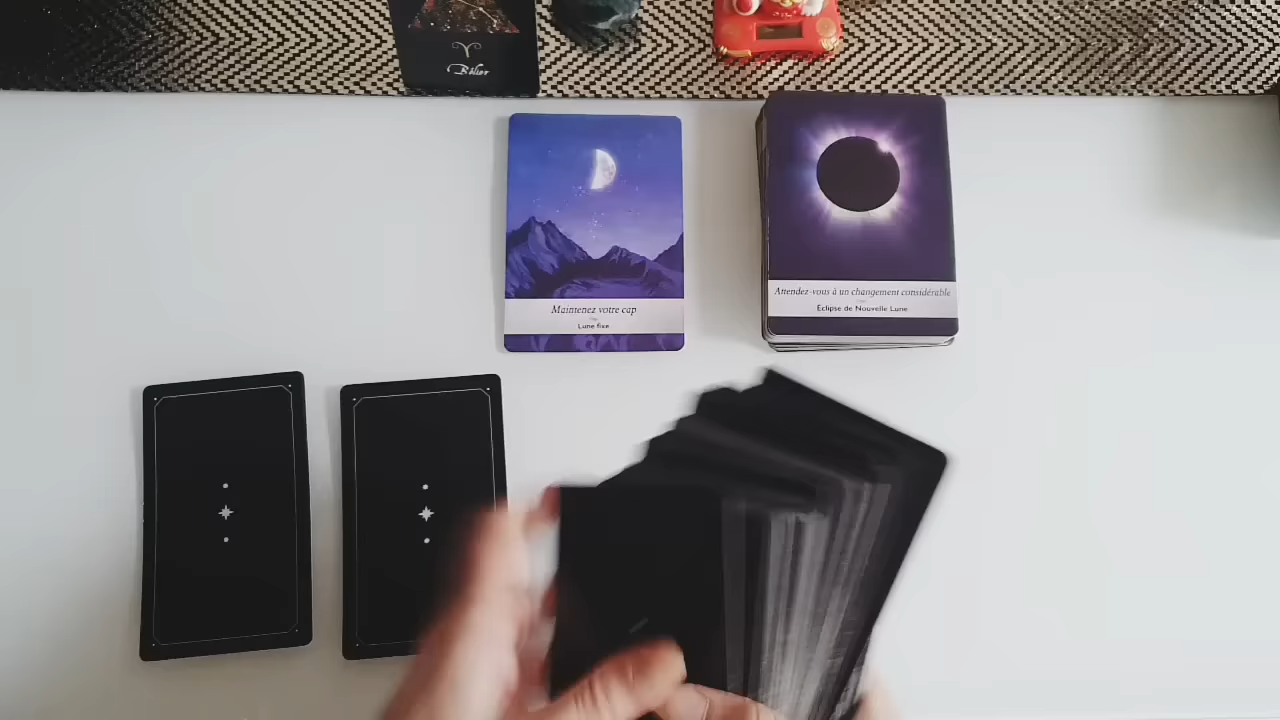 Bélier
Maintenez votre cap
Lune fixe
Attendez-vous à un changement considérable
Éclipse de Nouvelle Lune